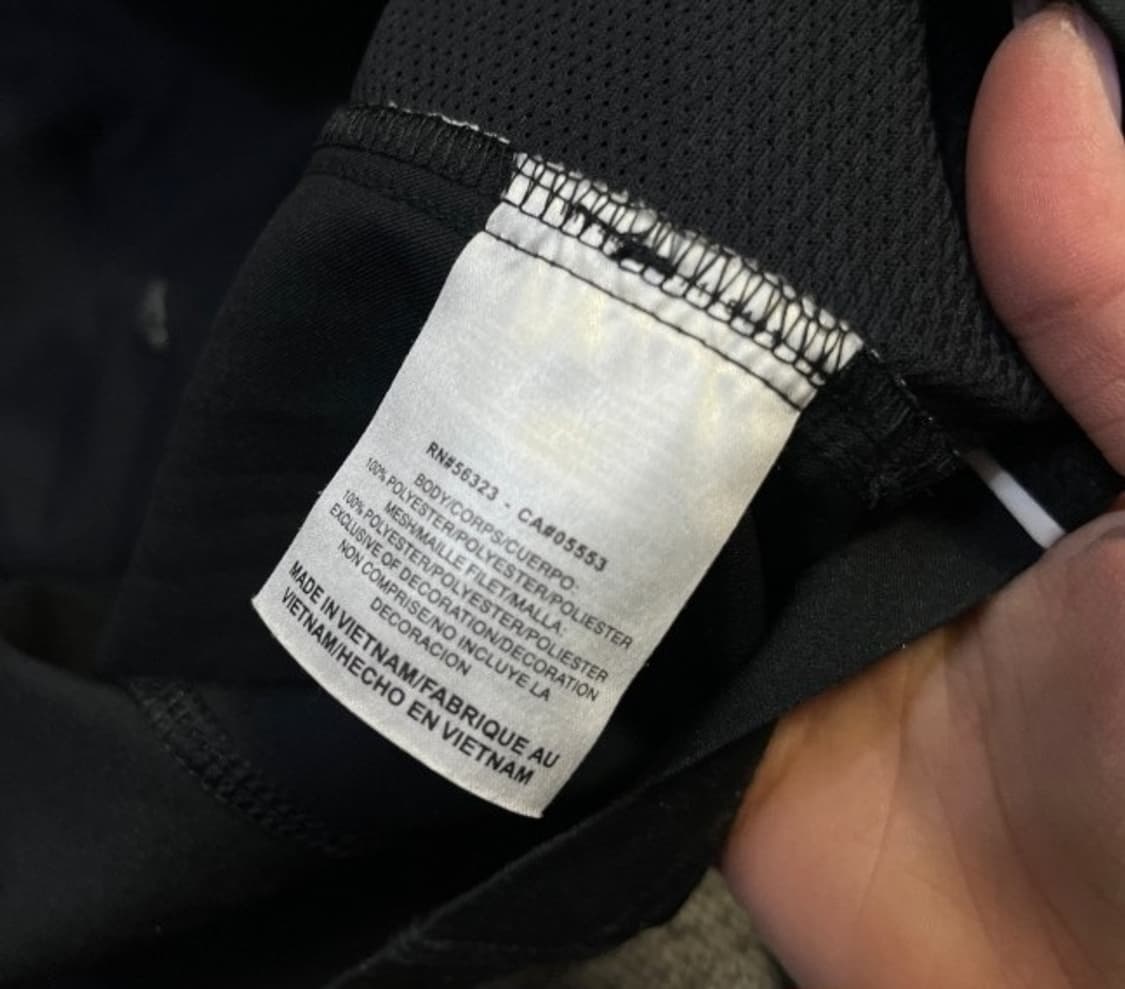 RN#56323 - CA#05553
BODY/CORPS/CUERPO:
100% POLYESTER/POLYESTER/POLIESTER
MESH/MAILLE FILET/MALLA:
100% POLYESTER/POLYESTER/POLIESTER
EXCLUSIVE OF DECORATION/DECORATION
NON COMPRISE/NO INCLUYE LA
DECORACION
MADE IN VIETNAM/FABRIQUE AU
VIETNAM/HECHO EN VIETNAM